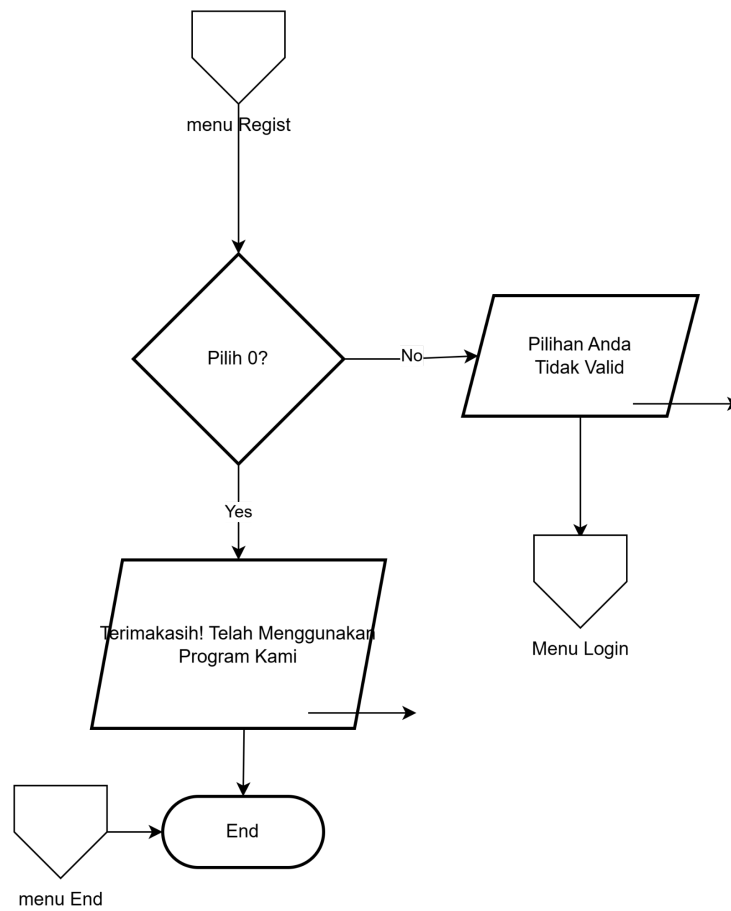 menu Regist
Pilih 0?
No
Pilihan Anda
Tidak Valid
Yes
Terimakasih! Telah Menggunakan
Program Kami
Menu Login
End
menu End